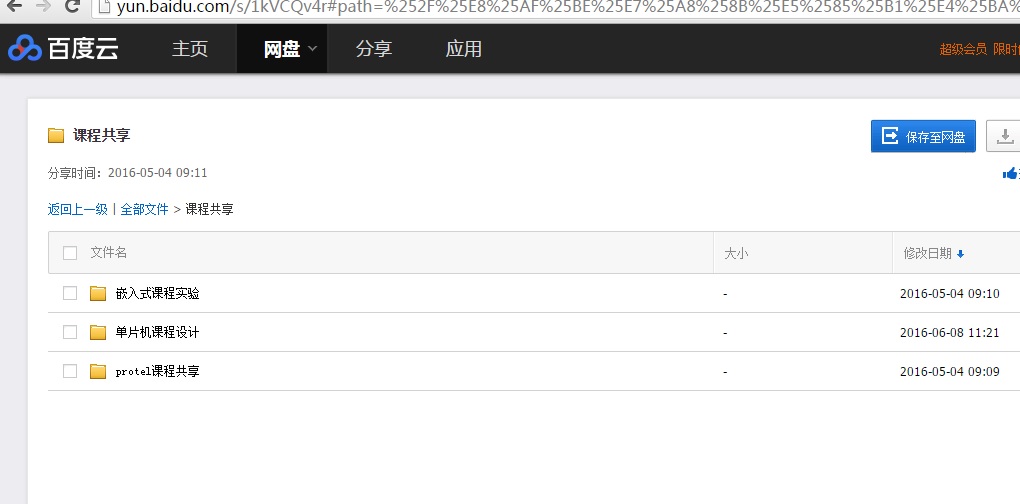 yun.baidu.com/s/1kVCQv4r#path=%252F%25E8%25AF%25BE%25E7%25A8%258B%25E5%2585%25B1%25E4%25BA%
百度云 主页 网盘 分享 应用 超级会员 限时
课程共享 保存至网盘
分享时间：2016-05-04 09:11
返回上一级 | 全部文件 > 课程共享
文件名 大小 修改日期
嵌入式课程实验 - 2016-05-04 09:10
单片机课程设计 - 2016-06-08 11:21
protel课程共享 - 2016-05-04 09:09